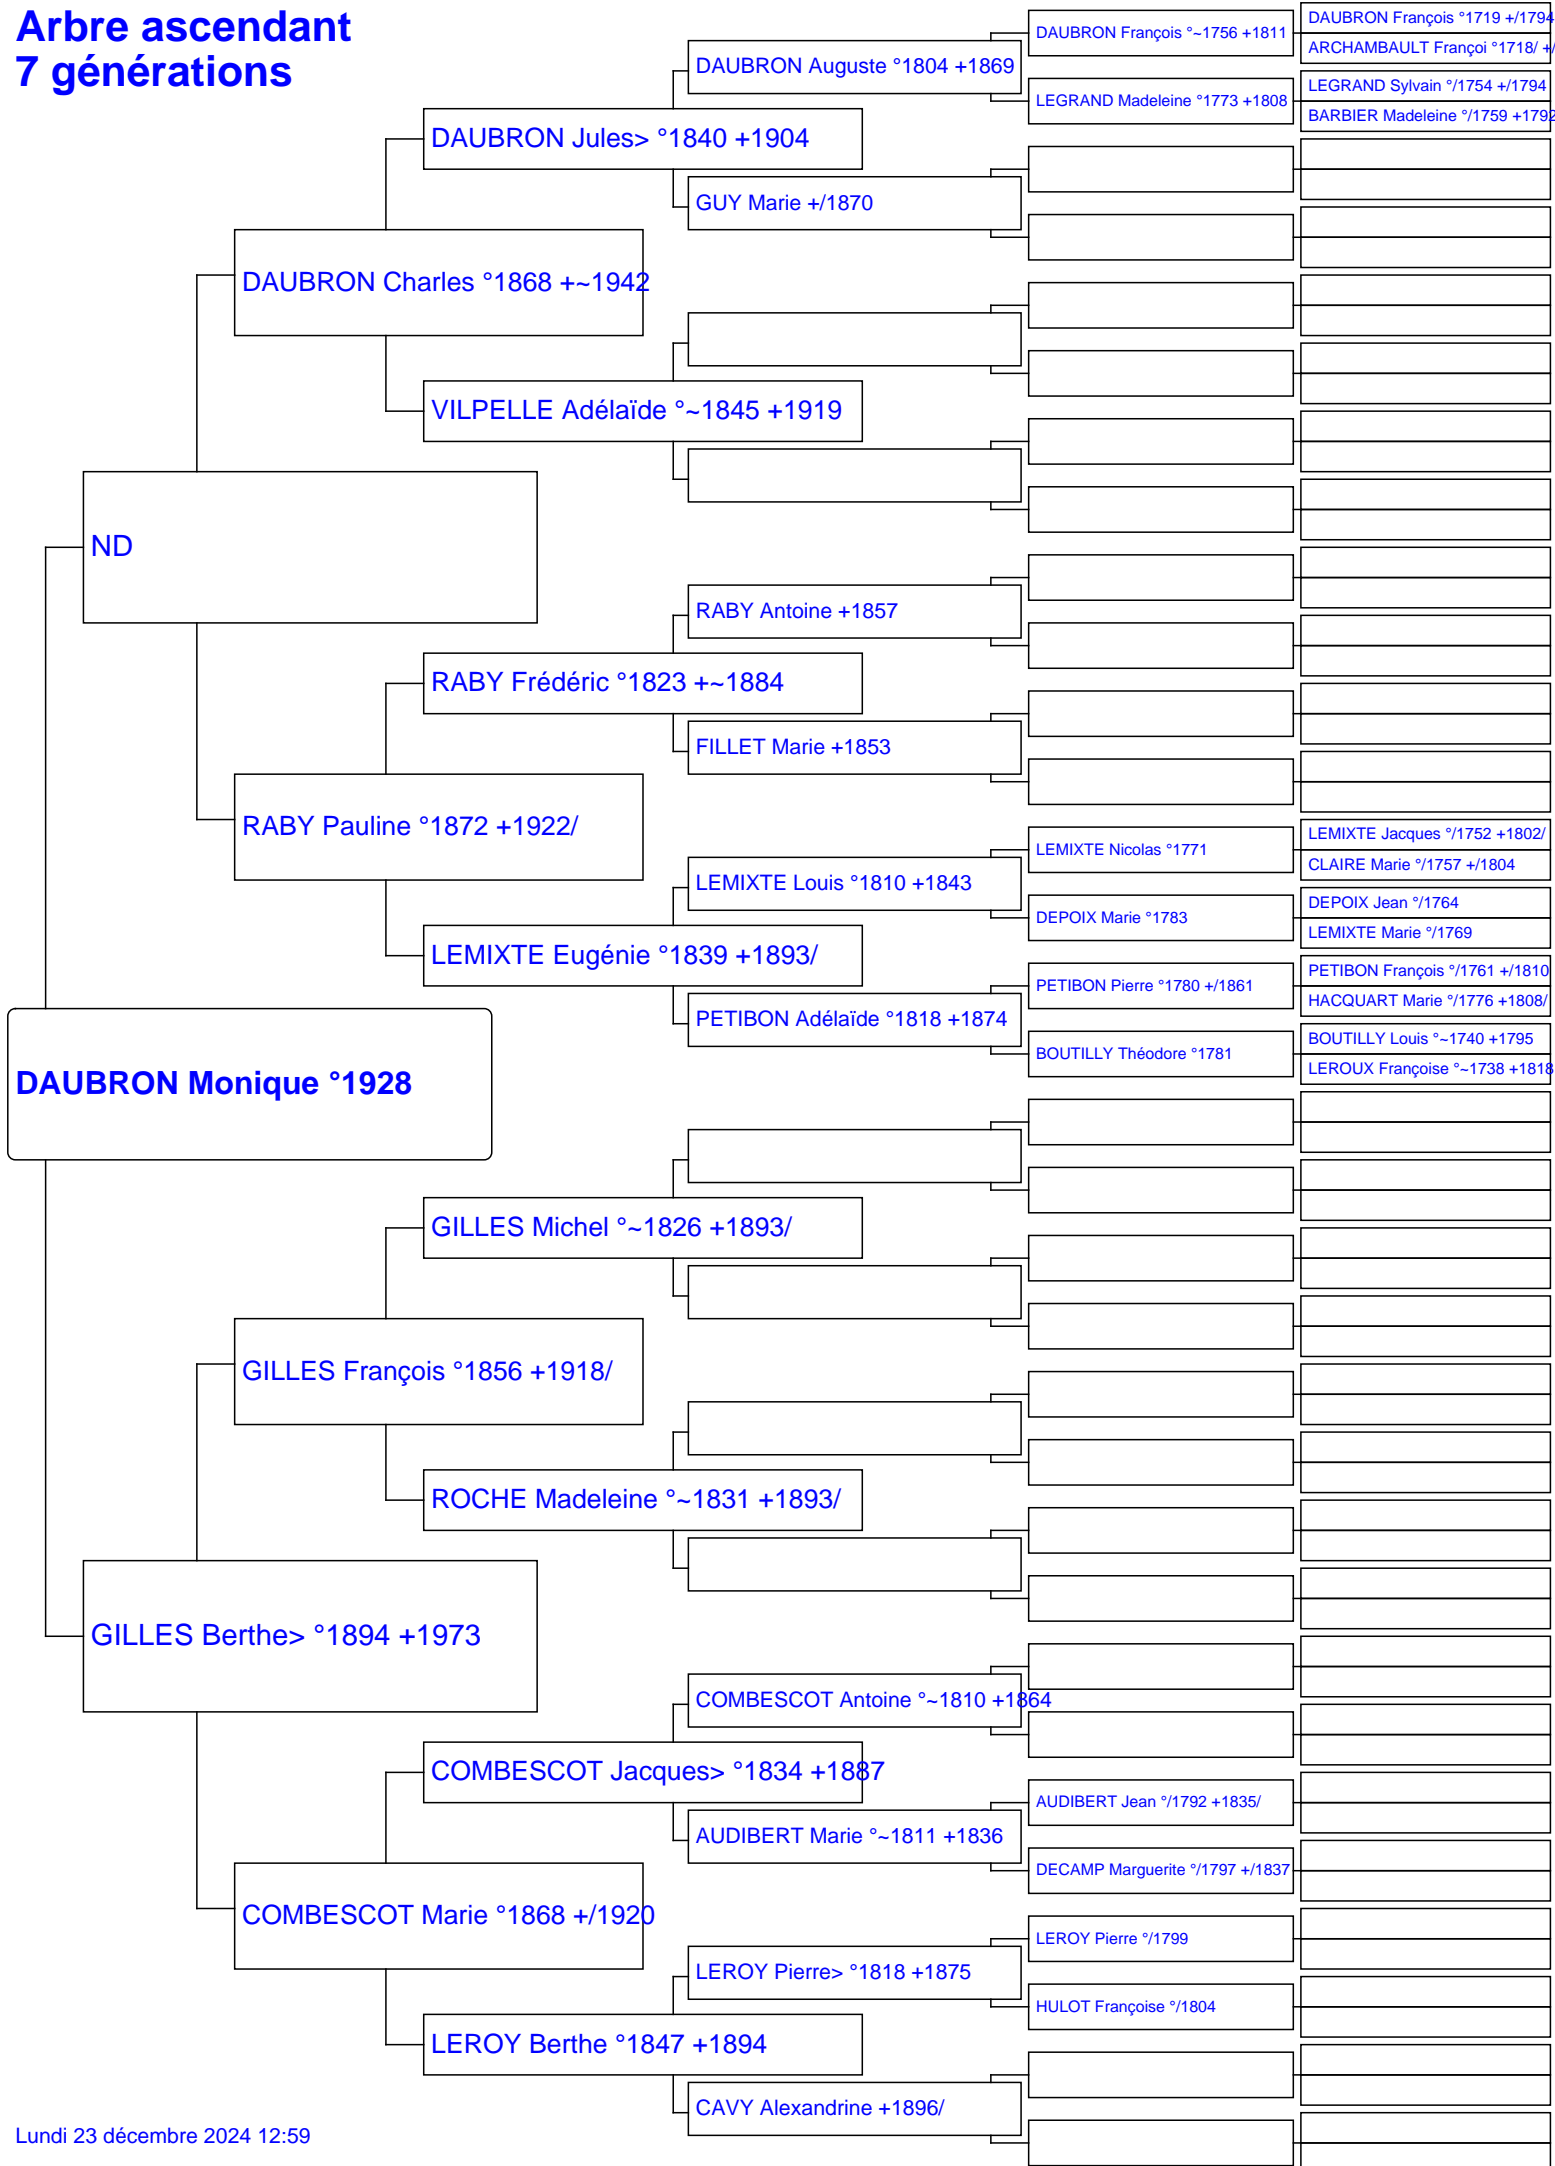 Arbre ascendant
7 générations
DAUBRON François °1719 +/1794
DAUBRON François °~1756 +1811
ARCHAMBAULT Françoi °1718/ +/
DAUBRON Auguste °1804 +1869
LEGRAND Sylvain °/1754 +/1794
LEGRAND Madeleine °1773 +1808
BARBIER Madeleine °/1759 +1792
DAUBRON Jules> °1840 +1904
GUY Marie +/1870
DAUBRON Charles °1868 +~1942
VILPELLE Adélaïde °~1845 +1919
ND
RABY Antoine +1857
RABY Frédéric °1823 +~1884
FILLET Marie +1853
RABY Pauline °1872 +1922/
LEMIXTE Jacques °/1752 +1802/
LEMIXTE Nicolas °1771
CLAIRE Marie °/1757 +/1804
LEMIXTE Louis °1810 +1843
DEPOIX Jean °/1764
DEPOIX Marie °1783
LEMIXTE Marie °/1769
LEMIXTE Eugénie °1839 +1893/
PETIBON François °/1761 +/1810
PETIBON Pierre °1780 +/1861
HACQUART Marie °/1776 +1808/
PETIBON Adélaïde °1818 +1874
BOUTILLY Louis °~1740 +1795
BOUTILLY Théodore °1781
LEROUX Françoise °~1738 +1818
DAUBRON Monique °1928
GILLES Michel °~1826 +1893/
GILLES François °1856 +1918/
ROCHE Madeleine °~1831 +1893/
GILLES Berthe> °1894 +1973
COMBESCOT Antoine °~1810 +1864
COMBESCOT Jacques> °1834 +1887
AUDIBERT Jean °/1792 +1835/
AUDIBERT Marie °~1811 +1836
DECAMP Marguerite °/1797 +/1837
COMBESCOT Marie °1868 +/1920
LEROY Pierre °/1799
LEROY Pierre> °1818 +1875
HULOT Françoise °/1804
LEROY Berthe °1847 +1894
CAVY Alexandrine +1896/
Lundi 23 décembre 2024 12:59